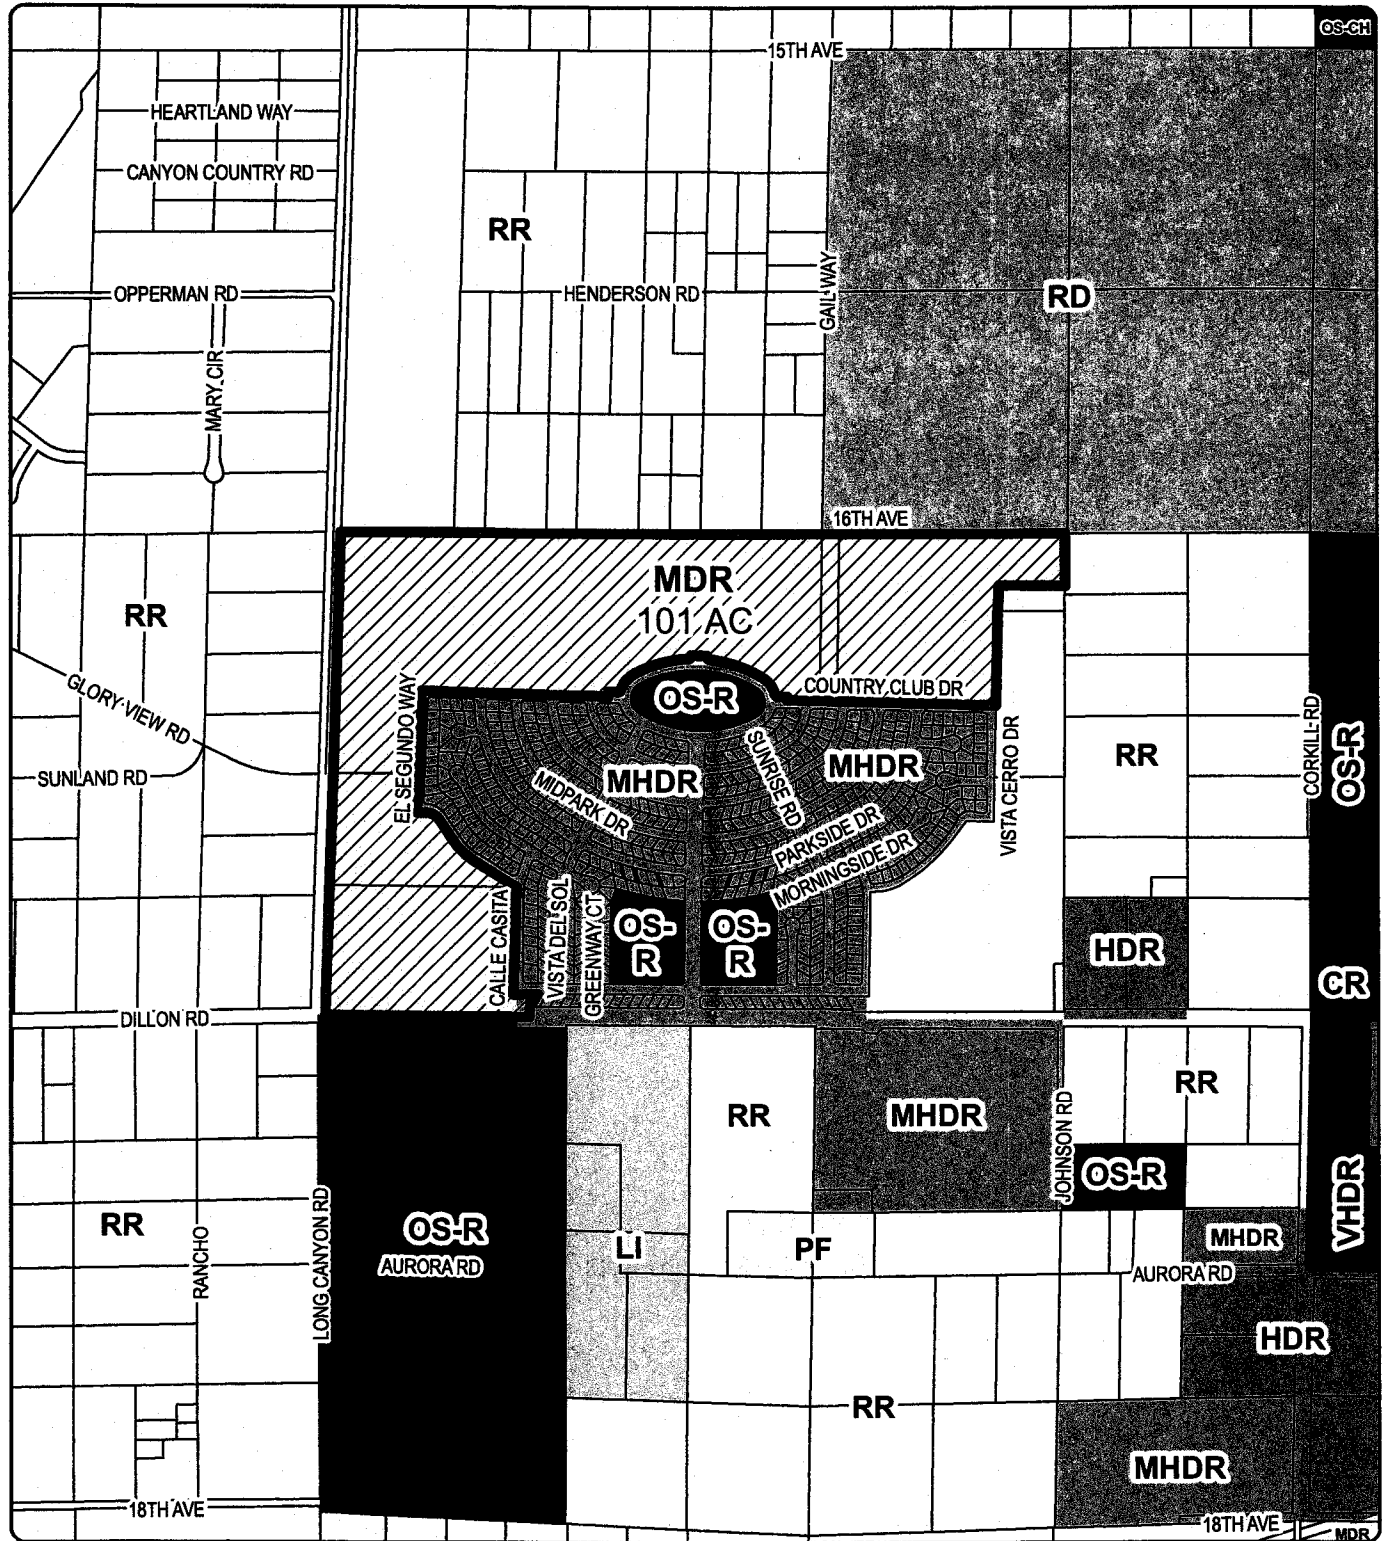 OS-CH
15TH AVE
HEARTLAND WAY
CANYON COUNTRY RD
RR
OPPERMAN RD
HENDERSON RD
GAIL WAY
RD
MARY CIR
16TH AVE
MDR
101 AC
RR
GLORY VIEW RD
SUNLAND RD
EL SEGUNDO WAY
OS-R
COUNTRY CLUB DR
MHDR
SUNRISE RD
MHDR
MIDPARK DR
PARKSIDE DR
MORNINGSIDE DR
VISTA CERRO DR
RR
CORKILL RD
OS-R
CALLE CASITA
VISTA DEL SOL
GREENWAY CT
OS-
R
OS-
R
HDR
CR
DILLON RD
RR
MHDR
JOHNSON RD
RR
OS-R
VHDR
RR
RANCHO
LONG CANYON RD
OS-R
AURORA RD
LI
PF
MHDR
AURORA RD
HDR
RR
MHDR
18TH AVE
18TH AVE
MDR